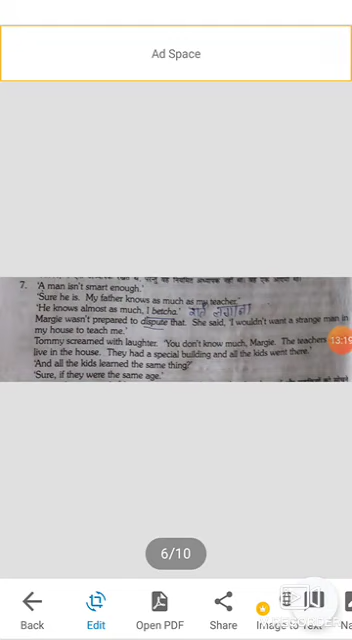 Ad Space
7. 'A man isn't smart enough.'
'Sure he is. My father knows as much as my teacher.'
'He knows almost as much, I betcha.' शर्त लगाना
Margie wasn't prepared to dispute that. She said, 'I wouldn't want a strange man in
my house to teach me.'
Tommy screamed with laughter. 'You don't know much, Margie. The teachers
13:19
live in the house. They had a special building and all the kids went there.'
'And all the kids learned the same thing?'
'Sure, if they were the same age.'
6/10
Back Edit Open PDF Share Image to Text Na